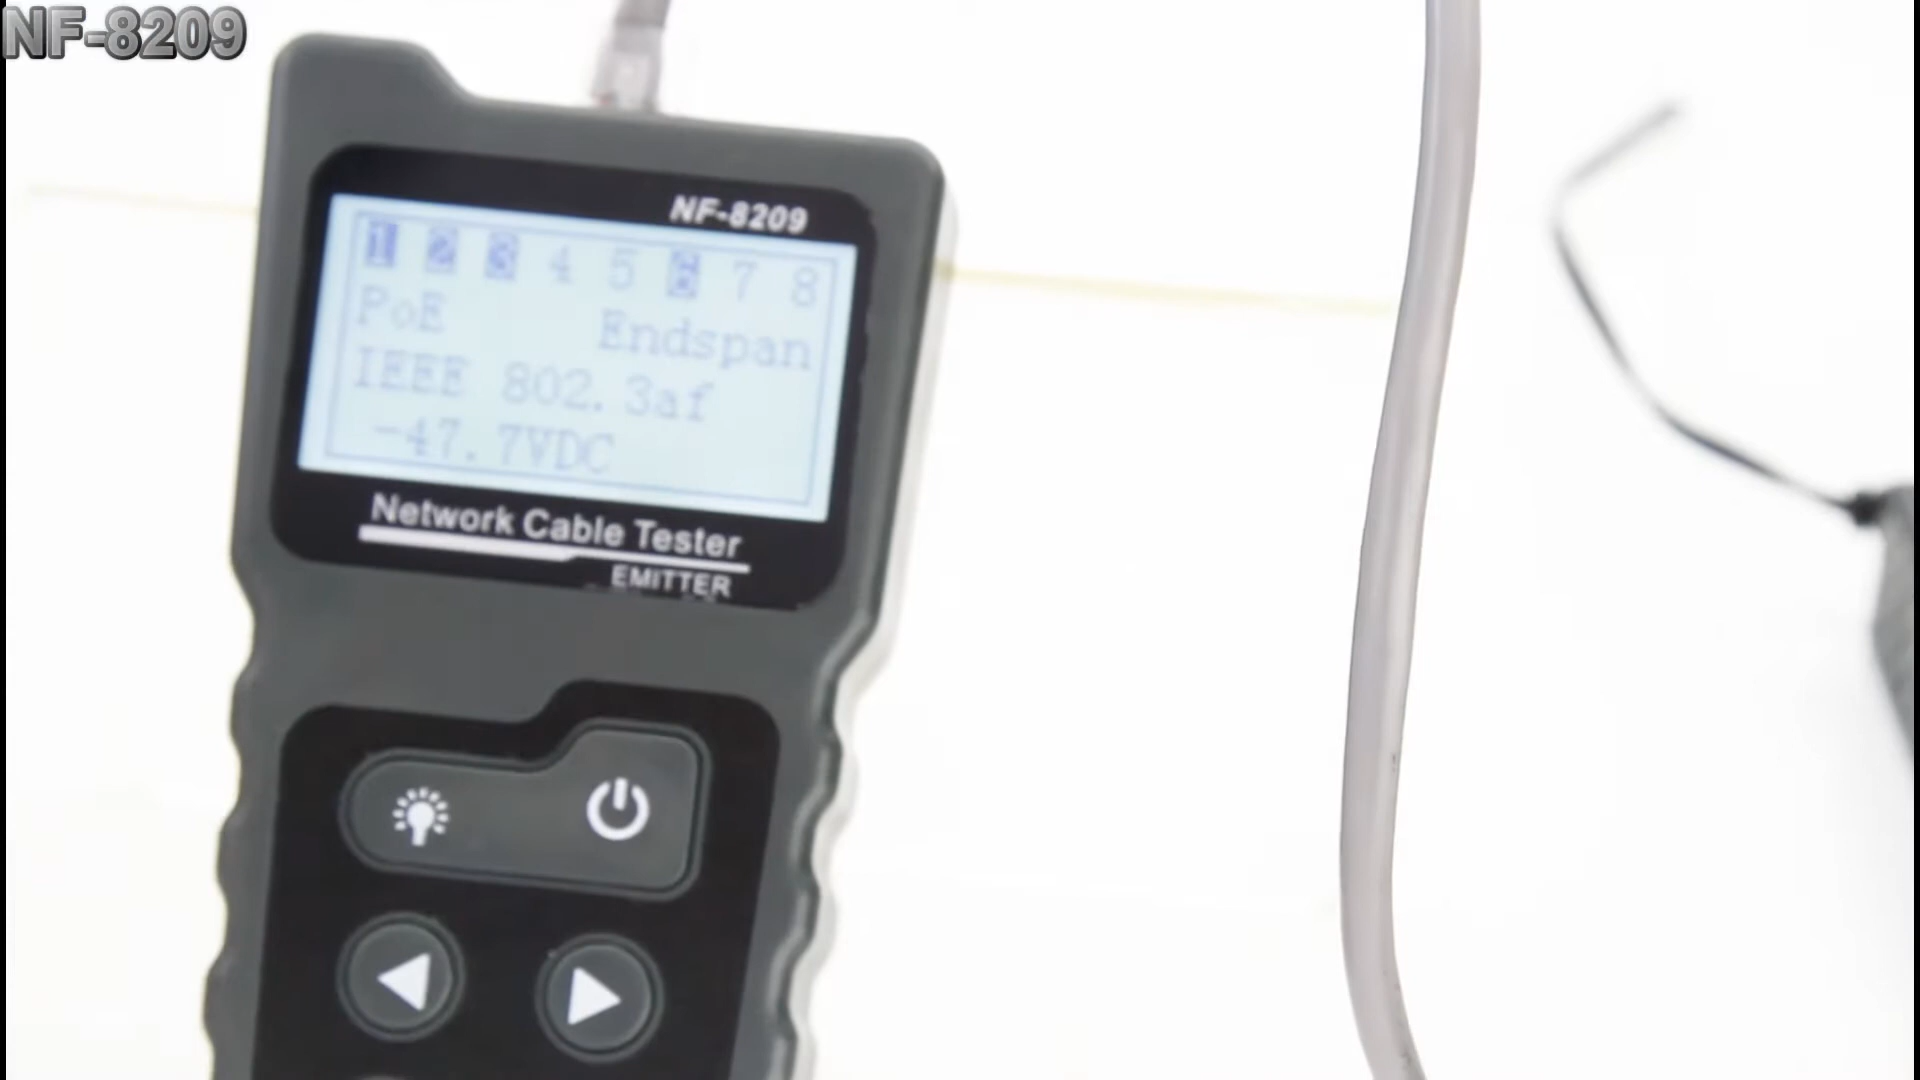 NF-8209
NF-8209
1 2 3 4 5 6 7 8
PoE Endspan
IEEE 802.3af
-47.7VDC
Network Cable Tester
EMITTER